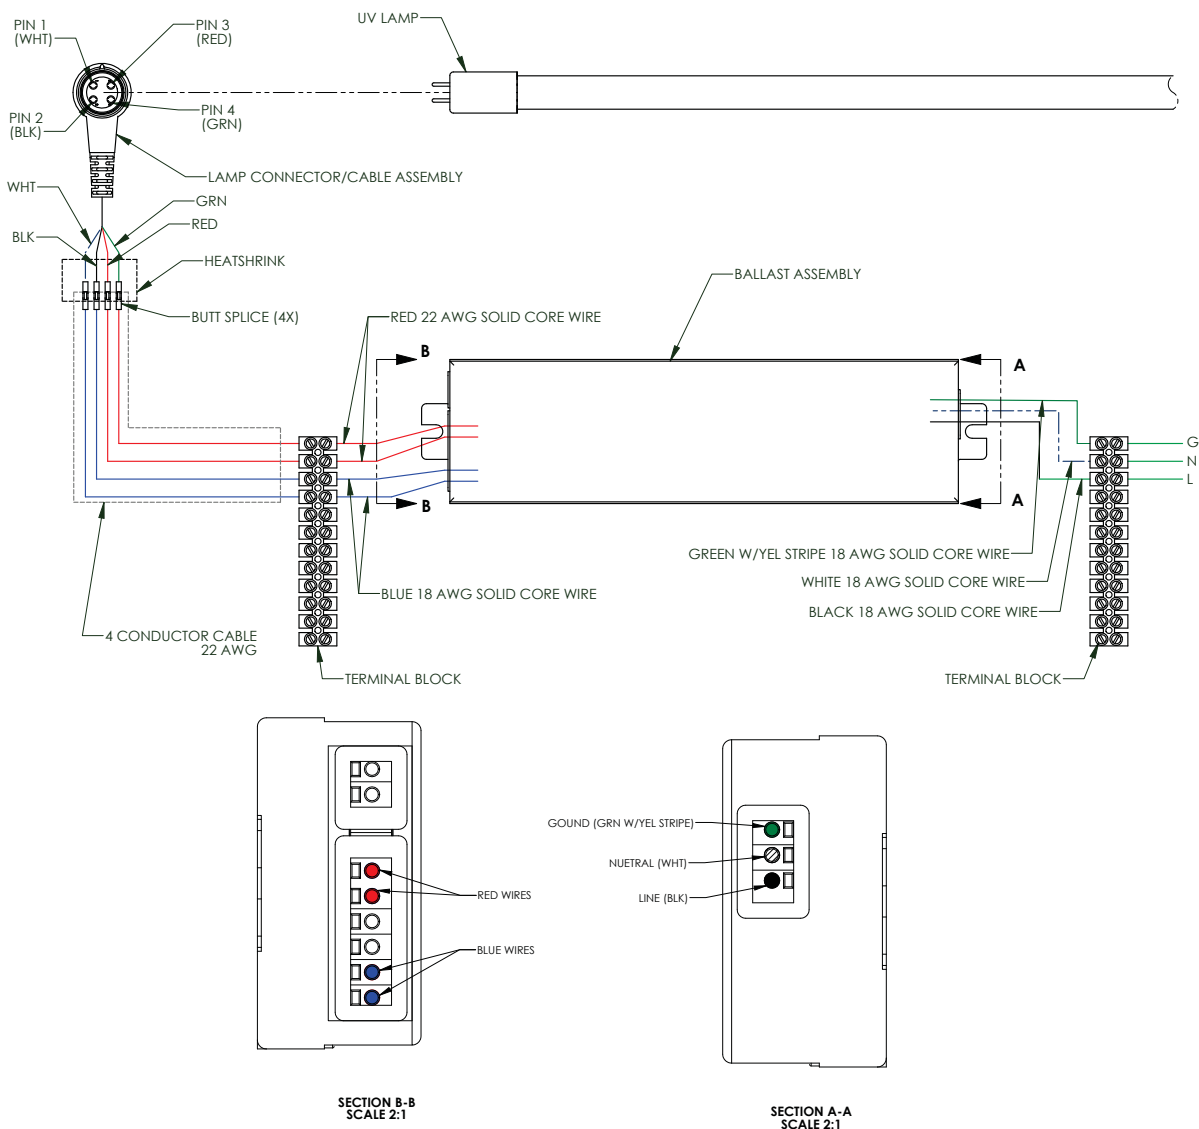 PIN 1
(WHT)
PIN 3
(RED)
UV LAMP
PIN 2
(BLK)
PIN 4
(GRN)
LAMP CONNECTOR/CABLE ASSEMBLY
WHT
GRN
RED
BLK
HEATSHRINK
BALLAST ASSEMBLY
BUTT SPLICE (4X)
RED 22 AWG SOLID CORE WIRE
B
A
G
N
L
B
A
GREEN W/YEL STRIPE 18 AWG SOLID CORE WIRE
WHITE 18 AWG SOLID CORE WIRE
BLUE 18 AWG SOLID CORE WIRE
BLACK 18 AWG SOLID CORE WIRE
4 CONDUCTOR CABLE
22 AWG
TERMINAL BLOCK
TERMINAL BLOCK
GOUND (GRN W/YEL STRIPE)
NUETRAL (WHT)
LINE (BLK)
RED WIRES
BLUE WIRES
SECTION B-B
SCALE 2:1
SECTION A-A
SCALE 2:1